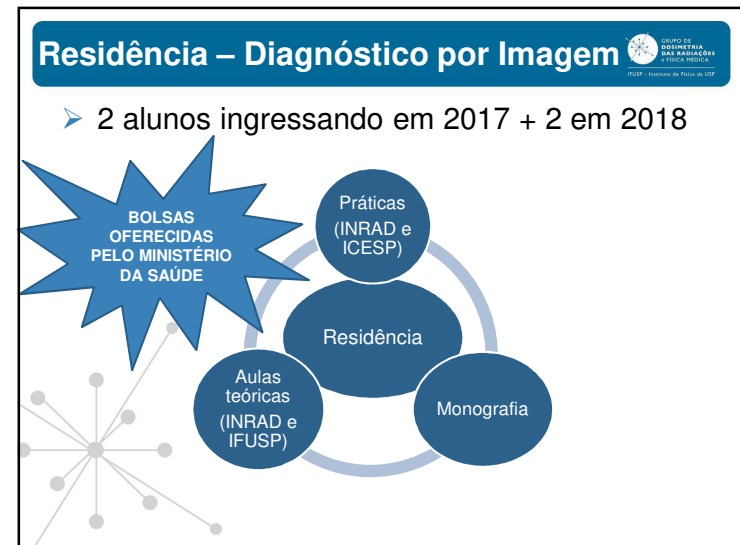 Residência – Diagnóstico por Imagem
GRUPO DE
DOSIMETRIA
DAS RADIAÇÕES
e FÍSICA MÉDICA
IFUSP - Instituto de Física da USP
2 alunos ingressando em 2017 + 2 em 2018
BOLSAS
OFERECIDAS
PELO MINISTÉRIO
DA SAÚDE
Práticas
(INRAD e
ICESP)
Residência
Aulas
teóricas
(INRAD e
IFUSP)
Monografia